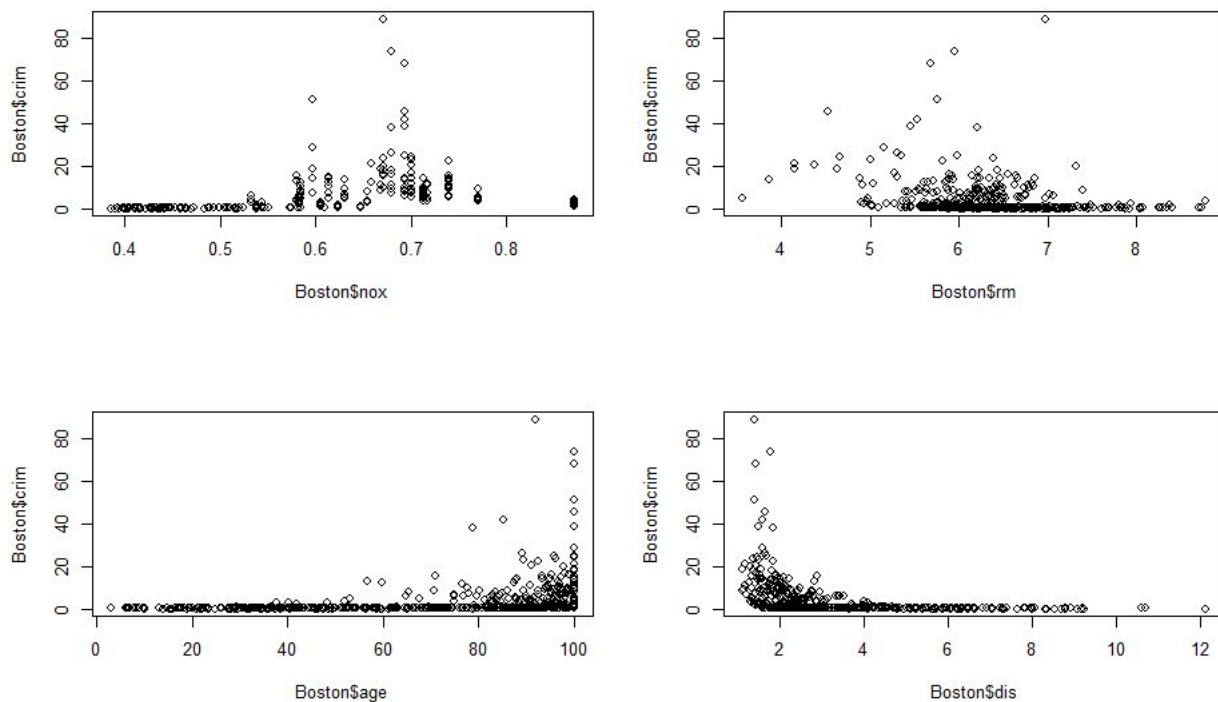 Boston$crim
0 20 40 60 80
0.4 0.5 0.6 0.7 0.8
Boston$nox
Boston$crim
0 20 40 60 80
4 5 6 7 8
Boston$rm
Boston$crim
0 20 40 60 80
0 20 40 60 80 100
Boston$age
Boston$crim
0 20 40 60 80
2 4 6 8 10 12
Boston$dis